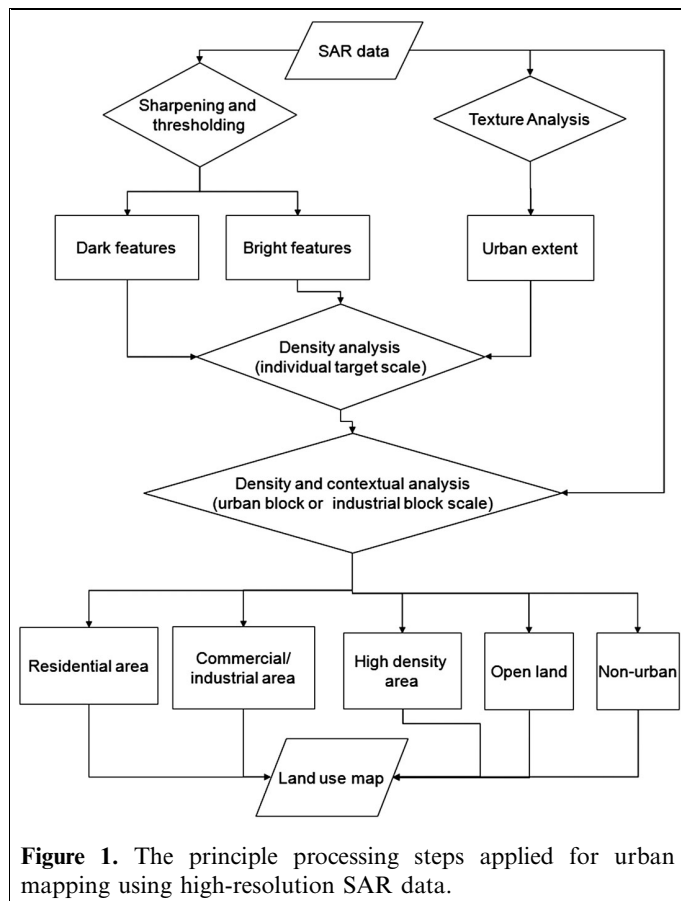 SAR data
Sharpening and
thresholding
Texture Analysis
Dark features
Bright features
Urban extent
Density analysis
(individual target scale)
Density and contextual analysis
(urban block or industrial block scale)
Residential area
Commercial/
industrial area
High density
area
Open land
Non-urban
Land use map
Figure 1. The principle processing steps applied for urban
mapping using high-resolution SAR data.